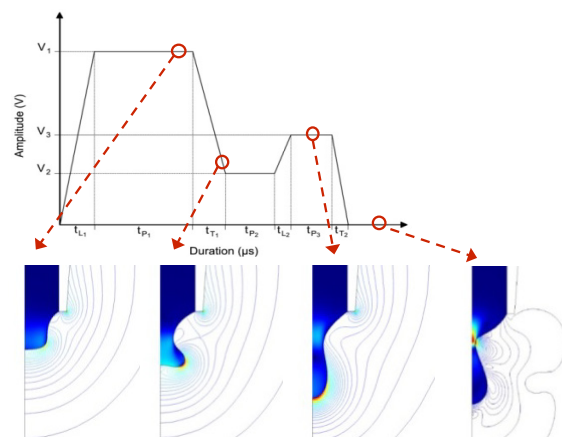 V1
V3
V2
Amplitude (V)
tL1 tP1 tT1 tP2 tL2 tP3 tT2
Duration (µs)